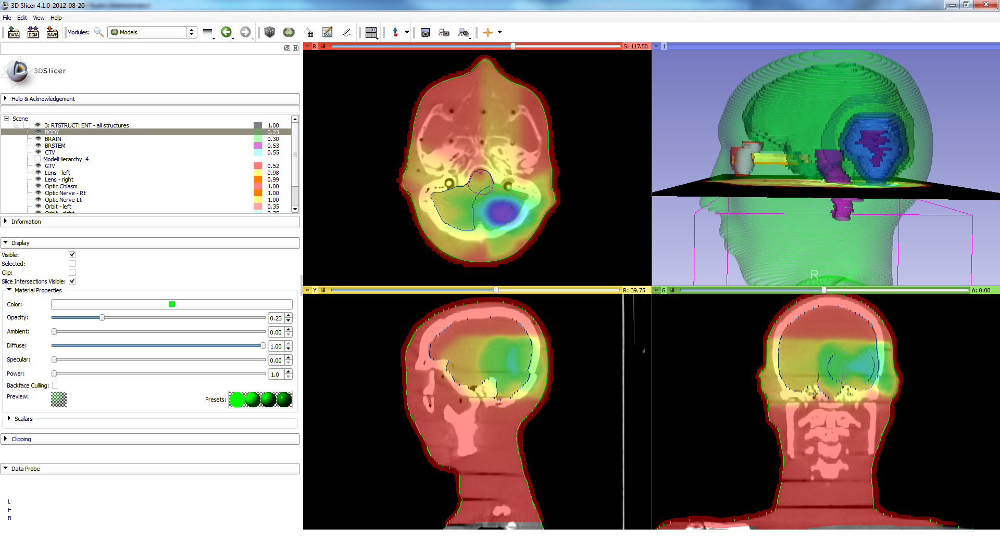 3D Slicer 4.1.0-2012-08-20
File Edit View Help
DATA DCM SAVE Modules: Models
R S: 117.50
1
3DSlicer
Help & Acknowledgement
Scene
3: RTSTRUCT: ENT - all structures 1.00
BODY 0.23
BRAIN 0.30
BRSTEM 0.53
CTV 0.55
ModelHierarchy_4
GTV 0.52
Lens - left 0.98
Lens - right 0.99
Optic Chiasm 1.00
Optic Nerve - Rt 1.00
Optic Nerve-Lt 1.00
Orbit - left 0.35
Information
Display
Visible:
Selected:
Clip:
Slice Intersections Visible:
Material Properties
Color:
Opacity: 0.23
Ambient: 0.00
Diffuse: 1.00
Specular: 0.00
Power: 1.0
Backface Culling:
Preview: Presets:
Scalars
Clipping
Data Probe
L
F
B
R
Y R: 39.75
G A: 0.00